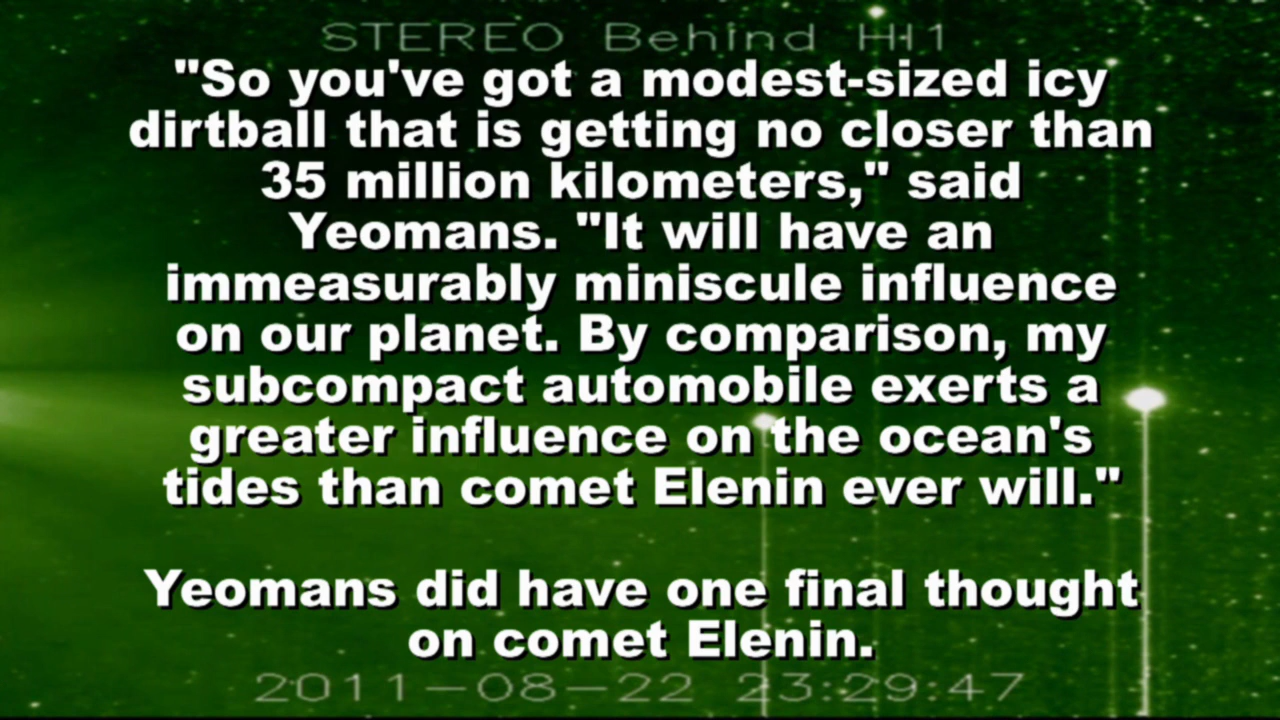 STEREO Behind HI1
"So you've got a modest-sized icy
dirtball that is getting no closer than
35 million kilometers," said
Yeomans. "It will have an
immeasurably miniscule influence
on our planet. By comparison, my
subcompact automobile exerts a
greater influence on the ocean's
tides than comet Elenin ever will."
Yeomans did have one final thought
on comet Elenin.
2011-08-22 23:29:47